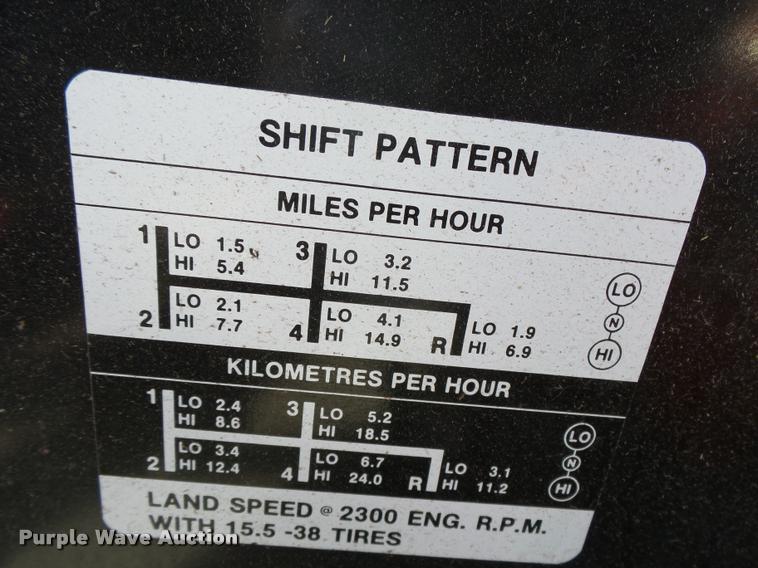 SHIFT PATTERN
MILES PER HOUR
1 LO 1.5 3 LO 3.2
HI 5.4 HI 11.5
LO
2 LO 2.1 4 LO 4.1 R LO 1.9
HI 7.7 HI 14.9 HI 6.9
N
HI
KILOMETRES PER HOUR
1 LO 2.4 3 LO 5.2
HI 8.6 HI 18.5
LO
2 LO 3.4 4 LO 6.7 R LO 3.1
HI 12.4 HI 24.0 HI 11.2
N
HI
LAND SPEED @ 2300 ENG. R.P.M.
WITH 15.5 -38 TIRES
Purple Wave Auction